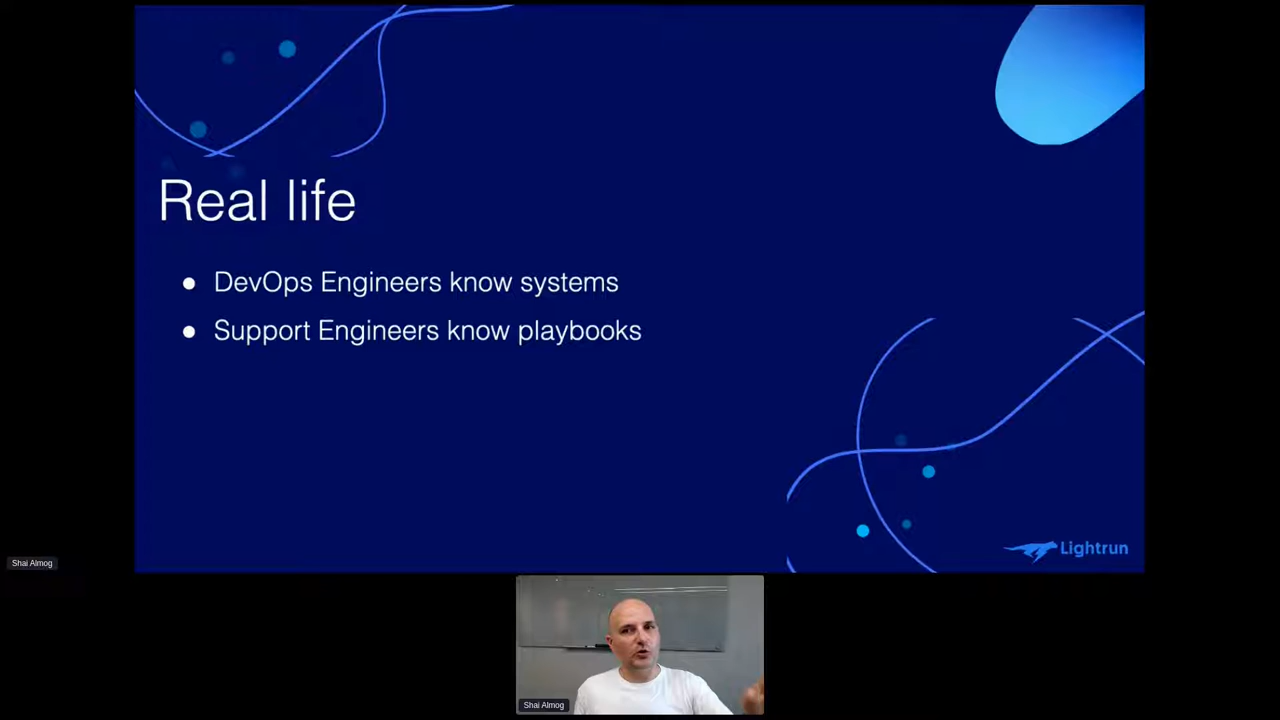 Real life
● DevOps Engineers know systems
● Support Engineers know playbooks
Lightrun
Shai Almog
Shai Almog